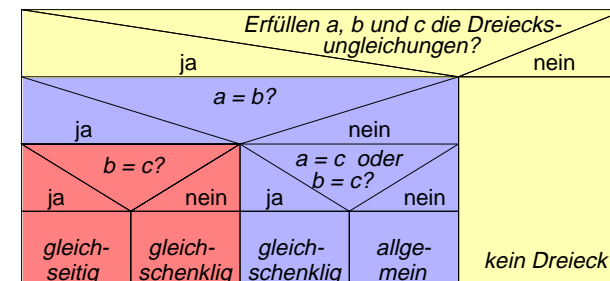 Erfüllen a, b und c die Dreiecks-
ungleichungen?
ja
nein
a = b?
ja
nein
b = c?
a = c oder
b = c?
ja
nein
ja
nein
gleich-
seitig
gleich-
schenklig
gleich-
schenklig
allge-
mein
kein Dreieck